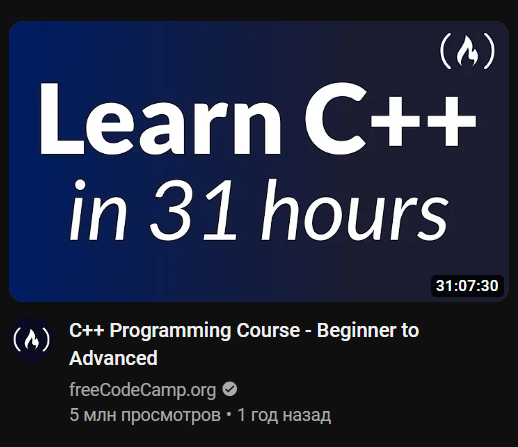 Learn C++
in 31 hours
31:07:30
C++ Programming Course - Beginner to
Advanced
freeCodeCamp.org
5 млн просмотров • 1 год назад